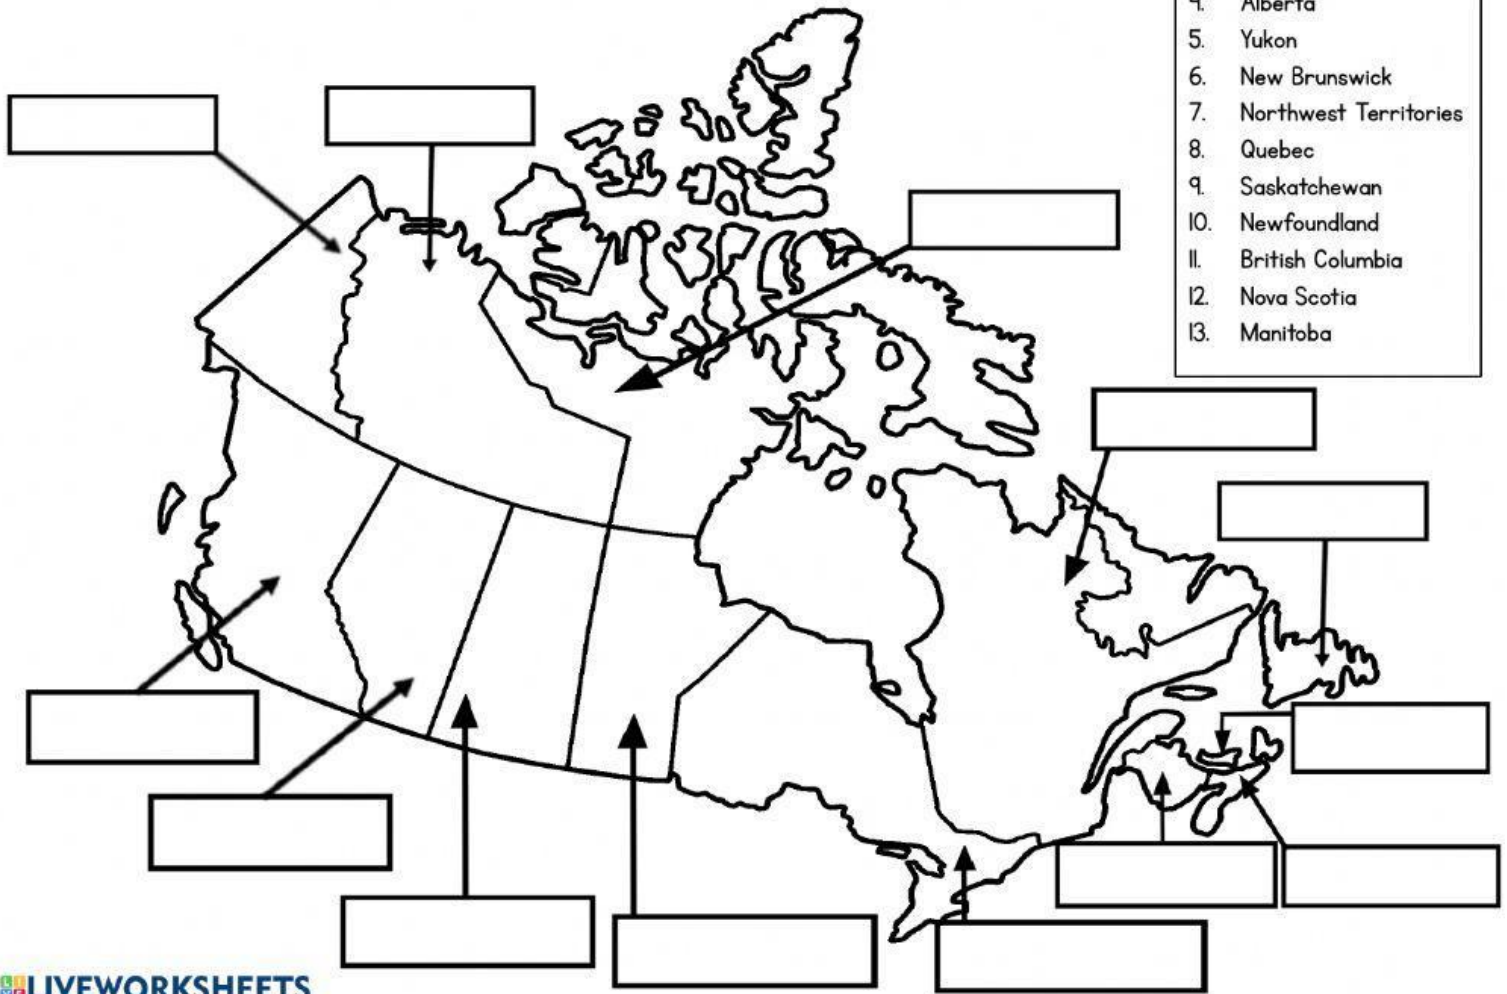 4. Alberta
5. Yukon
6. New Brunswick
7. Northwest Territories
8. Quebec
9. Saskatchewan
10. Newfoundland
11. British Columbia
12. Nova Scotia
13. Manitoba
LIVEWORKSHEETS